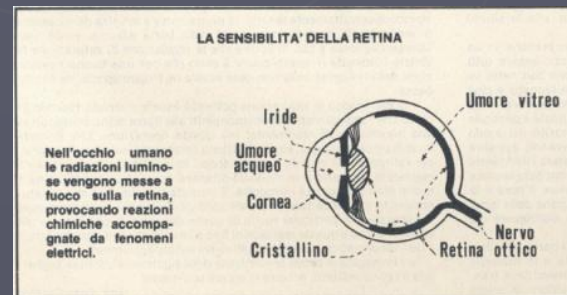 LA SENSIBILITA' DELLA RETINA
Nell'occhio umano
le radiazioni lumino-
se vengono messe a
fuoco sulla retina,
provocando reazioni
chimiche accompa-
gnate da fenomeni
elettrici.
Iride
Umore
acqueo
Cornea
Cristallino
Umore vitreo
Nervo
ottico
Retina